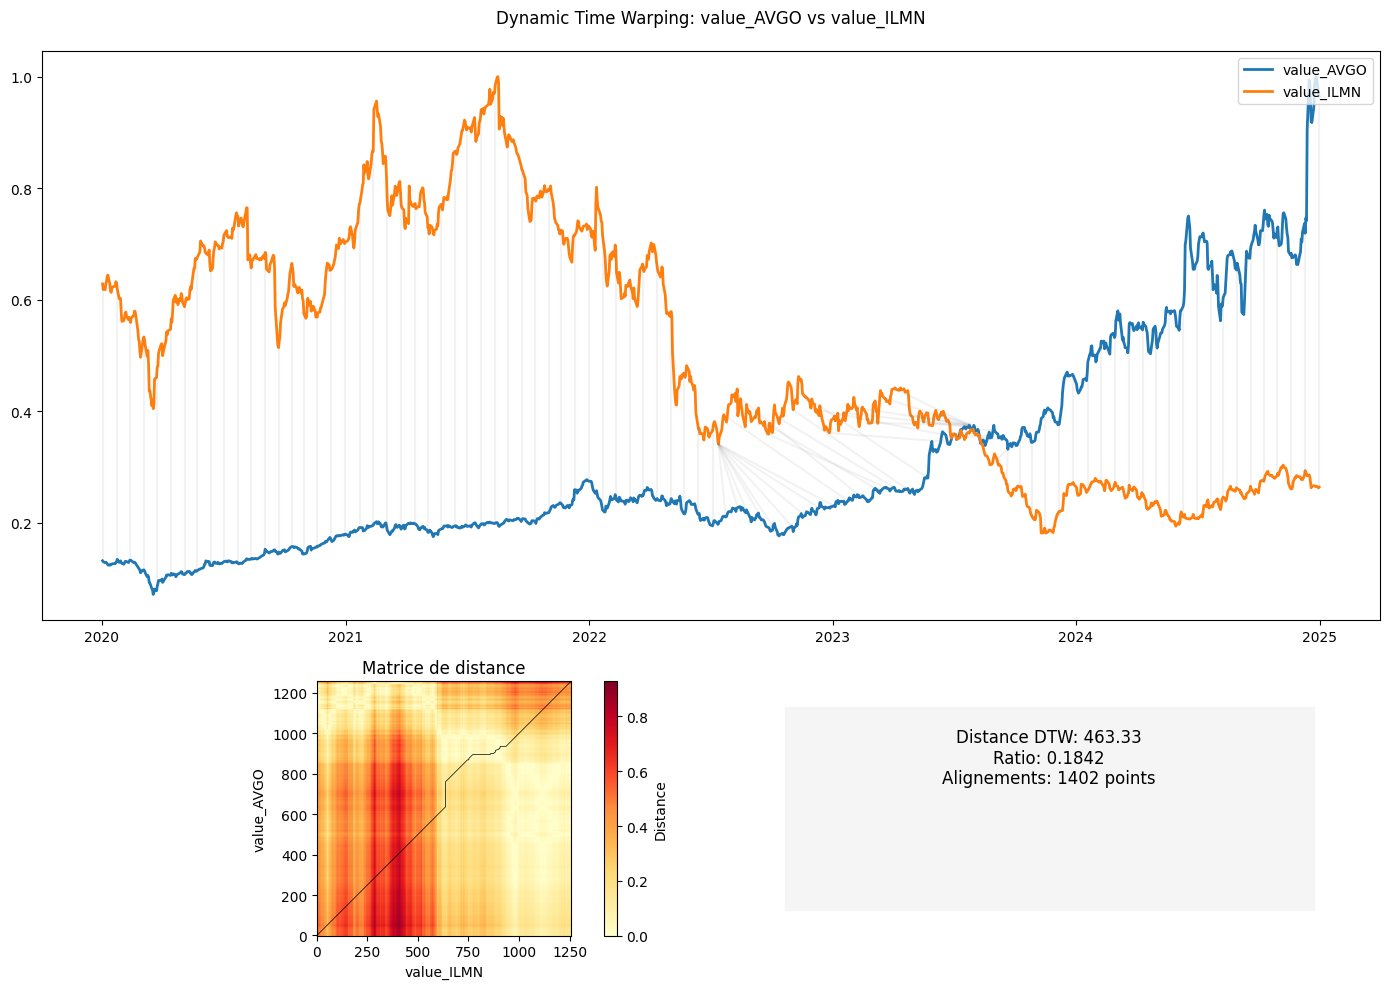 Dynamic Time Warping: value_AVGO vs value_ILMN
value_AVGO
value_ILMN
1.0
0.8
0.6
0.4
0.2
2020 2021 2022 2023 2024 2025
Matrice de distance
value_AVGO
1200
1000
800
600
400
200
0
0 250 500 750 1000 1250
value_ILMN
0.8
0.6
0.4
0.2
0.0
Distance
Distance DTW: 463.33
Ratio: 0.1842
Alignements: 1402 points